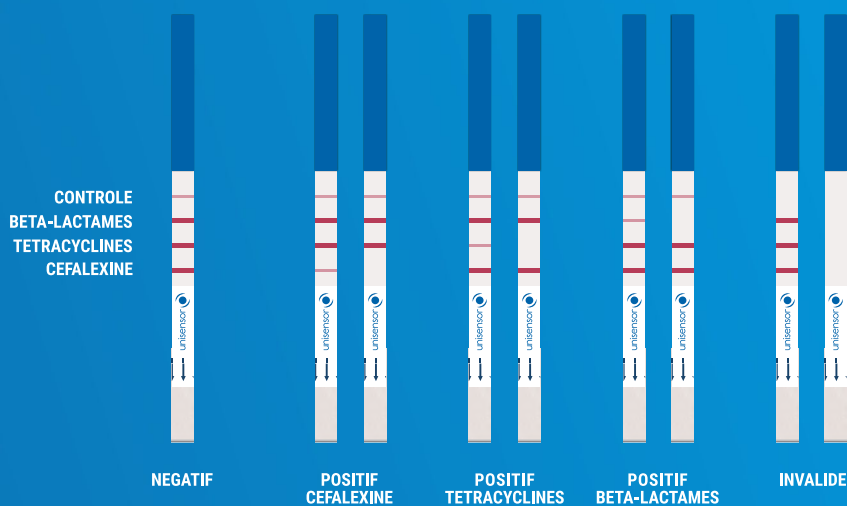 CONTROLE
BETA-LACTAMES
TETRACYCLINES
CEFALEXINE
unisensor
unisensor
unisensor
unisensor
unisensor
unisensor
unisensor
unisensor
unisensor
NEGATIF
POSITIF
CEFALEXINE
POSITIF
TETRACYCLINES
POSITIF
BETA-LACTAMES
INVALIDE